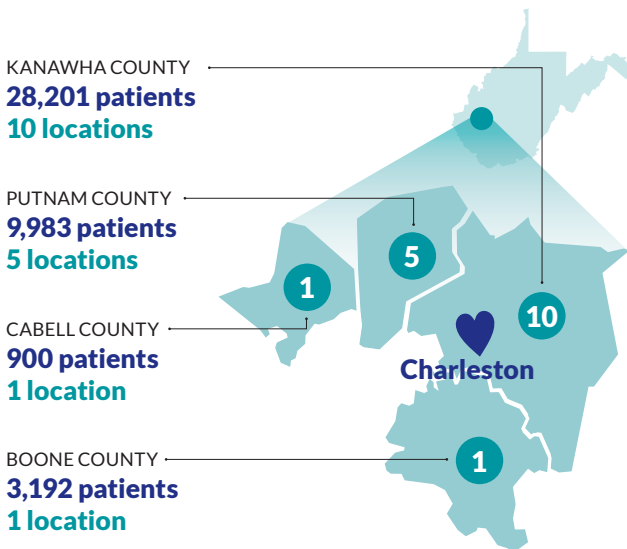 KANAWHA COUNTY
28,201 patients
10 locations
PUTNAM COUNTY
9,983 patients
5 locations
CABELL COUNTY
900 patients
1 location
BOONE COUNTY
3,192 patients
1 location
5
1
10
Charleston
1